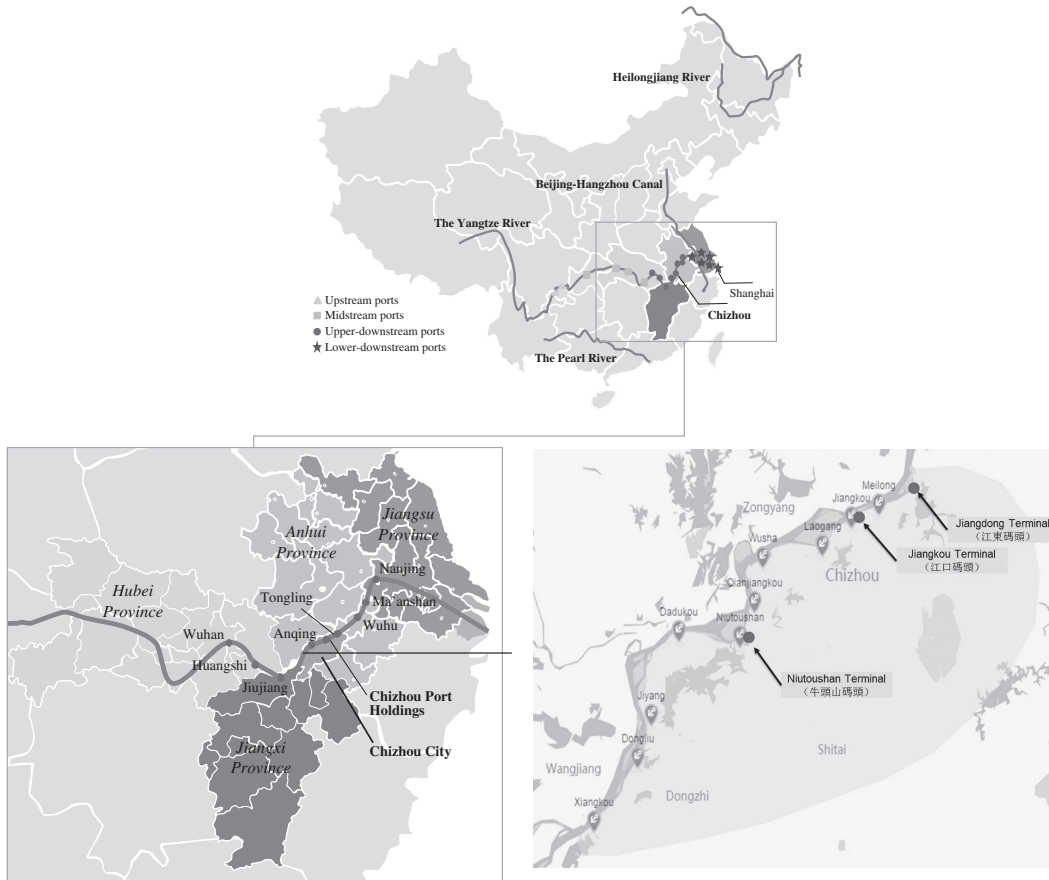 Heilongjiang River
Beijing-Hangzhou Canal
The Yangtze River
Shanghai
Chizhou
Upstream ports
Midstream ports
Upper-downstream ports
Lower-downstream ports
The Pearl River
Jiangsu
Province
Anhui
Province
Nanjing
Hubei
Province
Tongling
Ma'anshan
Wuhu
Anqing
Wuhan
Huangshi
Jiujiang
Chizhou Port
Holdings
Chizhou City
Jiangxi
Province
Meilong
Jiangkou
Zongyang
Laogang
Jiangdong Terminal
(江東碼頭)
Wusha
Jiangkou Terminal
(江口碼頭)
Chizhou
Qianjiangkou
Dadukou
Niutoushan
Niutoushan Terminal
(牛頭山碼頭)
Jiyang
Dongliu
Shitai
Wangjiang
Dongzhi
Xiangkou